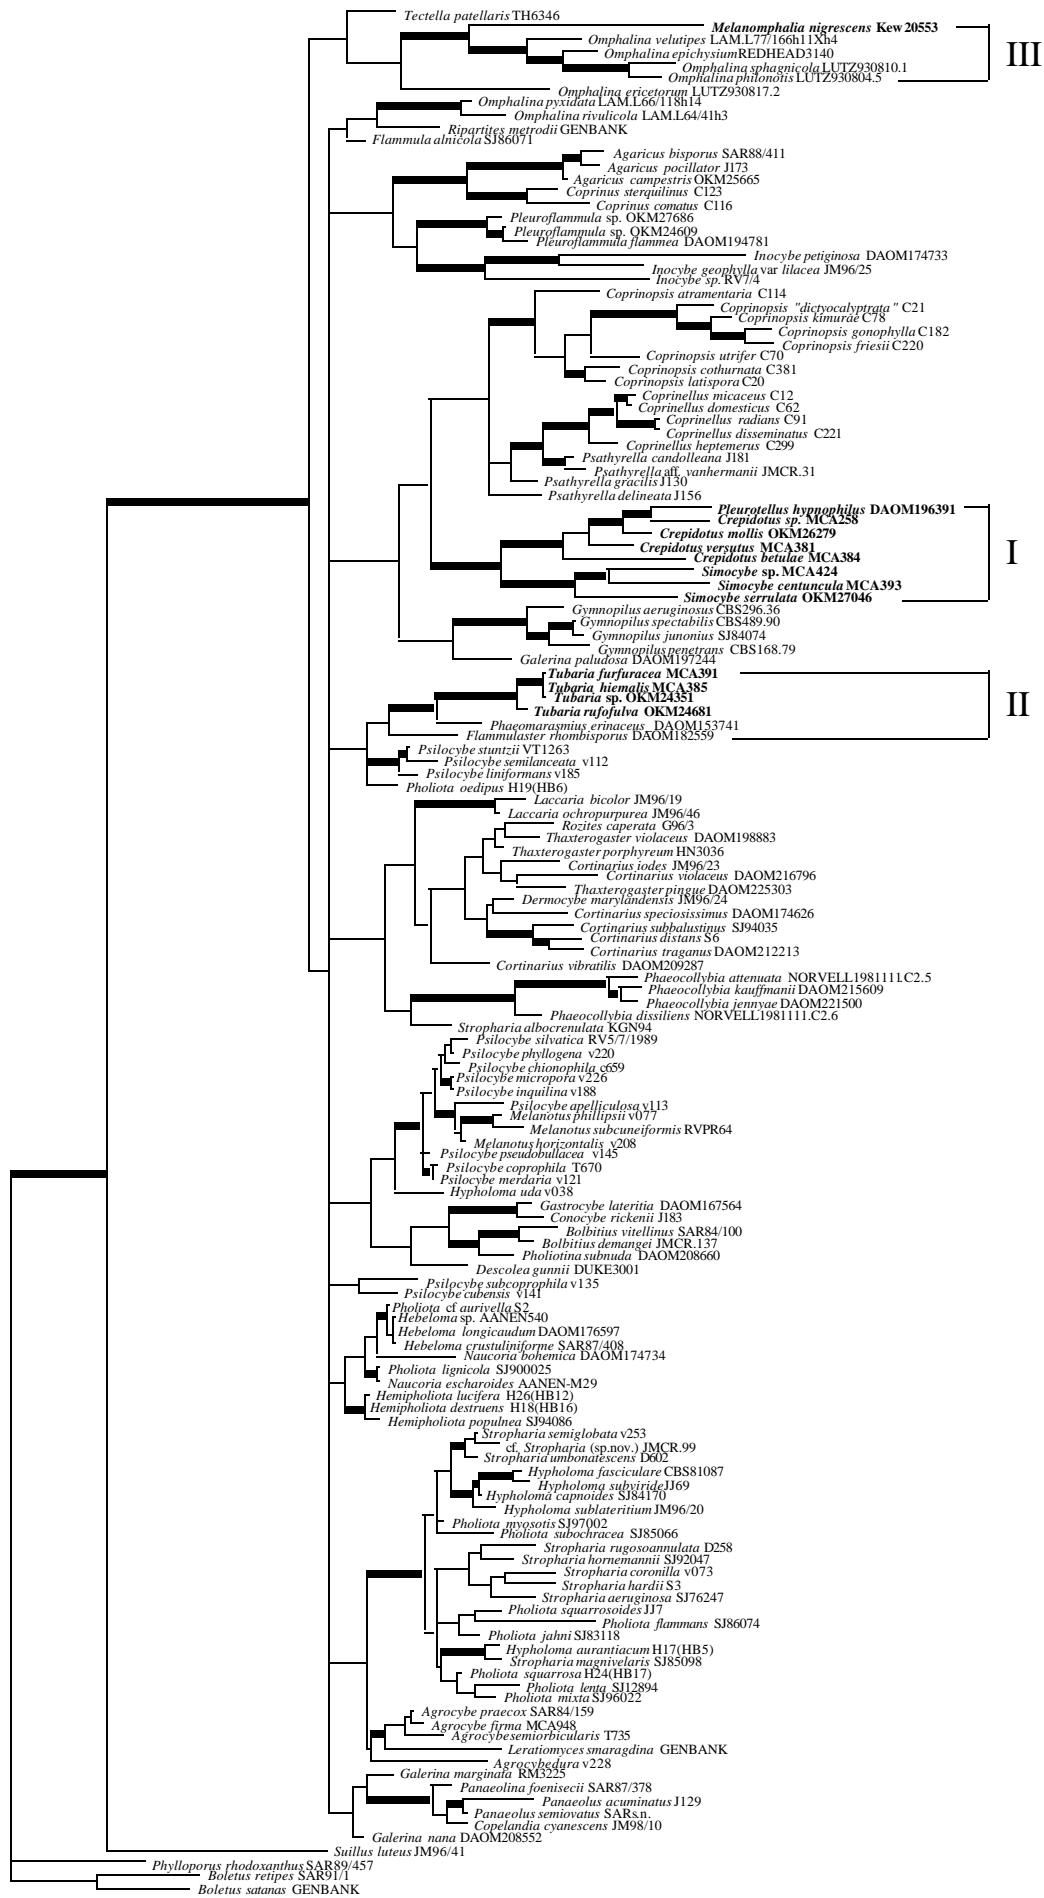 Tectella patellaris TH6346
Melanomphalia nigrescens Kew 20553
Omphalina velutipes LAM.L77/166h11Xh4
Omphalina epichysium REDHEAD3140
III
Omphalina sphagnicola LUTZ930810.1
Omphalina philonotis LUTZ930804.5
Omphalina ericetorum LUTZ930817.2
Omphalina pyxidata LAM.L66/118h14
Omphalina rivulicola LAM.L64/41h3
Ripartites metrodii GENBANK
Flammula alnicola SJ86071
Agaricus bisporus SAR88/411
Agaricus pocillator J173
Agaricus campestris OKM25665
Coprinus sterquilinus C123
Coprinus comatus C116
Pleuroflammula sp. OKM27686
Pleuroflammula sp. OKM24609
Pleuroflammula flammea DAOM194781
Inocybe petiginosa DAOM174733
Inocybe geophylla var lilacea JM96/25
Inocybe sp. RV7/4
Coprinopsis atramentaria C114
Coprinopsis "dictyocalyptrata" C21
Coprinopsis kimurae C78
Coprinopsis gonophylla C182
Coprinopsis friesii C220
Coprinopsis utrifer C70
Coprinopsis cothurnata C381
Coprinopsis latispora C20
Coprinellus micaceus C12
Coprinellus domesticus C62
Coprinellus radians C91
Coprinellus disseminatus C221
Coprinellus heptemerus C299
Psathyrella candolleana J181
Psathyrella aff. vanhermanii JMCR.31
Psathyrella gracilis J130
Psathyrella delineata J156
Pleurotellus hypnophilus DAOM196391
Crepidotus sp. MCA258
Crepidotus mollis OKM26279
Crepidotus versutus MCA381
I
Crepidotus betulae MCA384
Simocybe sp. MCA424
Simocybe centuncula MCA393
Simocybe serrulata OKM27046
Gymnopilus aeruginosus CBS296.36
Gymnopilus spectabilis CBS489.90
Gymnopilus junonius SJ84074
Gymnopilus penetrans CBS168.79
Galerina paludosa DAOM197244
Tubaria furfuracea MCA391
Tubaria hiemalis MCA385
Tubaria sp. OKM24351
II
Tubaria rufofulva OKM24681
Phaeomarasmius erinaceus DAOM153741
Flammulaster rhombisporus DAOM182559
Psilocybe stuntzii VT1263
Psilocybe semilanceata v112
Psilocybe liniformans v185
Pholiota oedipus H19(HB6)
Laccaria bicolor JM96/19
Laccaria ochropurpurea JM96/46
Rozites caperata G96/3
Thaxterogaster violaceus DAOM198883
Thaxterogaster porphyreum HN3036
Cortinarius iodes JM96/23
Cortinarius violaceus DAOM216796
Thaxterogaster pingue DAOM225303
Dermocybe marylandensis JM96/24
Cortinarius speciosissimus DAOM174626
Cortinarius subbalustinus SJ94035
Cortinarius distans S6
Cortinarius traganus DAOM212213
Cortinarius vibratilis DAOM209287
Phaeocollybia attenuata NORVELL1981111.C2.5
Phaeocollybia kauffmanii DAOM215609
Phaeocollybia jennyae DAOM221500
Phaeocollybia dissiliens NORVELL1981111.C2.6
Stropharia albocrenulata KGN94
Psilocybe silvatica RV5/7/1989
Psilocybe phyllogena v220
Psilocybe chionophila c659
Psilocybe micropora v226
Psilocybe inquilina v188
Psilocybe apelliculosa v113
Melanotus phillipsii v077
Melanotus subcuneiformis RVPR64
Melanotus horizontalis v208
Psilocybe pseudobullacea v145
Psilocybe coprophila T670
Psilocybe merdaria v121
Hypholoma uda v038
Gastrocybe lateritia DAOM167564
Conocybe rickenii J183
Bolbitius vitellinus SAR84/100
Bolbitius demangei JMCR.137
Pholiotina subnuda DAOM208660
Descolea gunnii DUKE3001
Psilocybe subcoprophila v135
Psilocybe cubensis v141
Pholiota cf aurivella S2
Hebeloma sp. AANEN540
Hebeloma longicaudum DAOM176597
Hebeloma crustuliniforme SAR87/408
Naucoria bohemica DAOM174734
Pholiota lignicola SJ900025
Naucoria escharoides AANEN-M29
Hemipholiota lucifera H26(HB12)
Hemipholiota destruens H18(HB16)
Hemipholiota populnea SJ94086
Stropharia semiglobata v253
cf. Stropharia (sp.nov.) JMCR.99
Stropharia umbonatescens D602
Hypholoma fasciculare CBS81087
Hypholoma subviride JJ69
Hypholoma capnoides SJ84170
Hypholoma sublateritium JM96/20
Pholiota myosotis SJ97002
Pholiota subochracea SJ85066
Stropharia rugosoannulata D258
Stropharia hornemannii SJ92047
Stropharia coronilla v073
Stropharia hardii S3
Stropharia aeruginosa SJ76247
Pholiota squarrosoides JJ7
Pholiota flammans SJ86074
Pholiota jahni SJ83118
Hypholoma aurantiacum H17(HB5)
Stropharia magnivelaris SJ85098
Pholiota squarrosa H24(HB17)
Pholiota lenta SJ12894
Pholiota mixta SJ96022
Agrocybe praecox SAR84/159
Agrocybe firma MCA948
Agrocybe semiorbicularis T735
Leratiomyces smaragdina GENBANK
Agrocybe dura v228
Galerina marginata RM3225
Panaeolina foenisecii SAR87/378
Panaeolus acuminatus J129
Panaeolus semiovatus SARs.n.
Copelandia cyanescens JM98/10
Galerina nana DAOM208552
Suillus luteus JM96/41
Phylloporus rhodoxanthus SAR89/457
Boletus retipes SAR91/1
Boletus satanas GENBANK